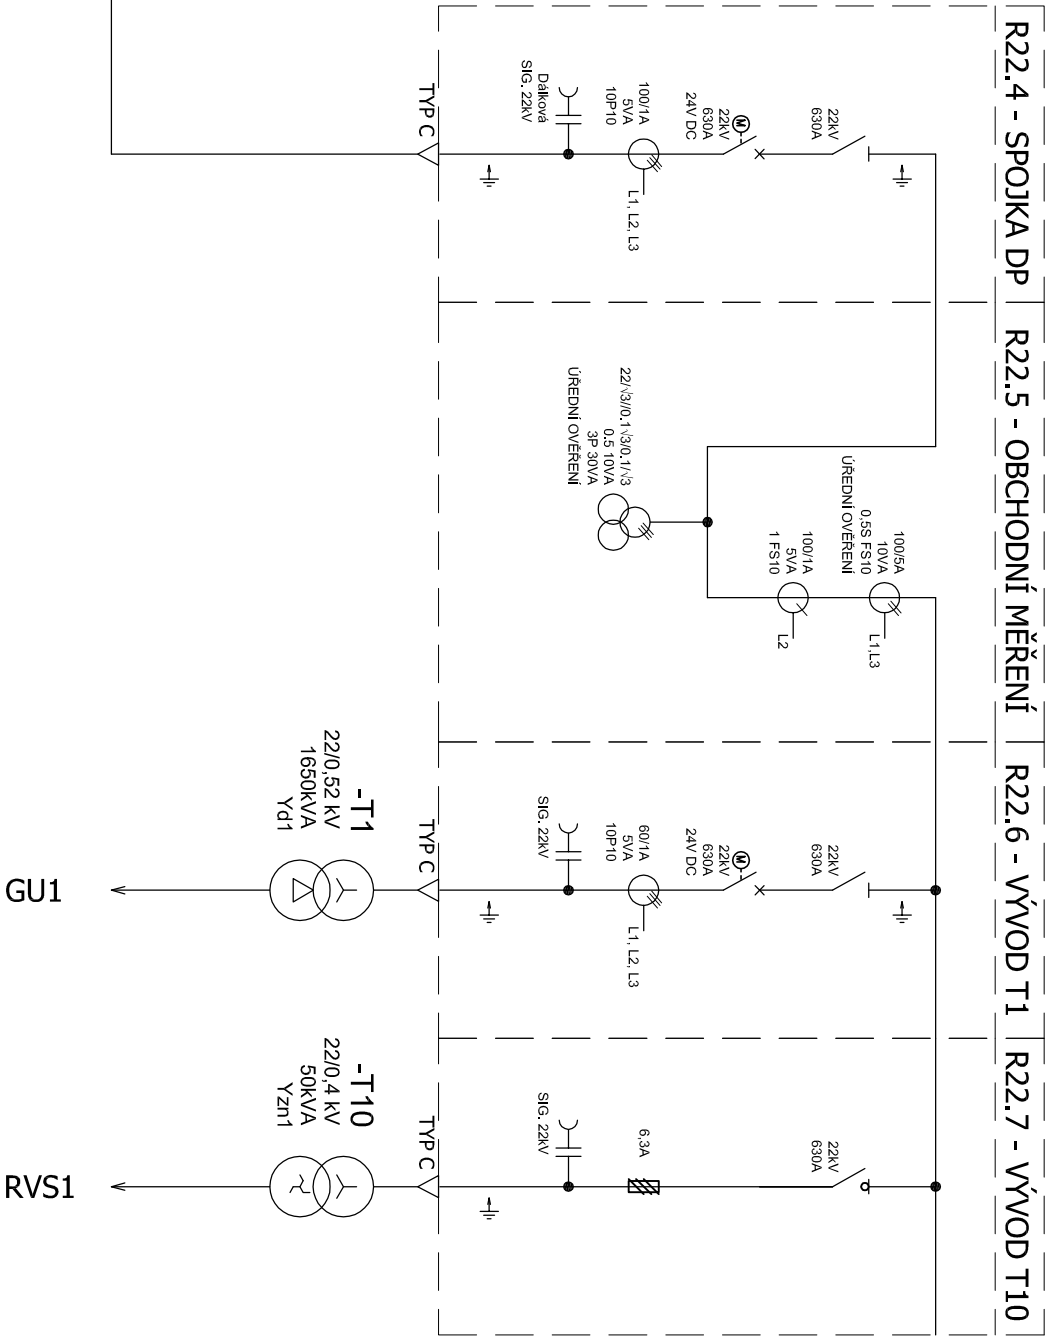 R22.4 - SPOJKA DP
22kV
630A
22kV
630A
24V DC
M
100/1A
5VA
10P10
L1, L2, L3
Dálková
SIG. 22kV
TYP C
R22.5 - OBCHODNÍ MĚŘENÍ
100/5A
10VA
0,5S FS10
ÚŘEDNÍ OVĚŘENÍ
L1,L3
100/1A
5VA
1 FS10
L2
22/√3//0.1√3/0.1/√3
0.5 10VA
3P 30VA
ÚŘEDNÍ OVĚŘENÍ
R22.6 - VÝVOD T1
22kV
630A
22kV
630A
24V DC
M
60/1A
5VA
10P10
L1, L2, L3
SIG. 22kV
TYP C
-T1
22/0,52 kV
1650kVA
Yd1
GU1
R22.7 - VÝVOD T10
22kV
630A
6,3A
SIG. 22kV
TYP C
-T10
22/0,4 kV
50kVA
Yzn1
RVS1